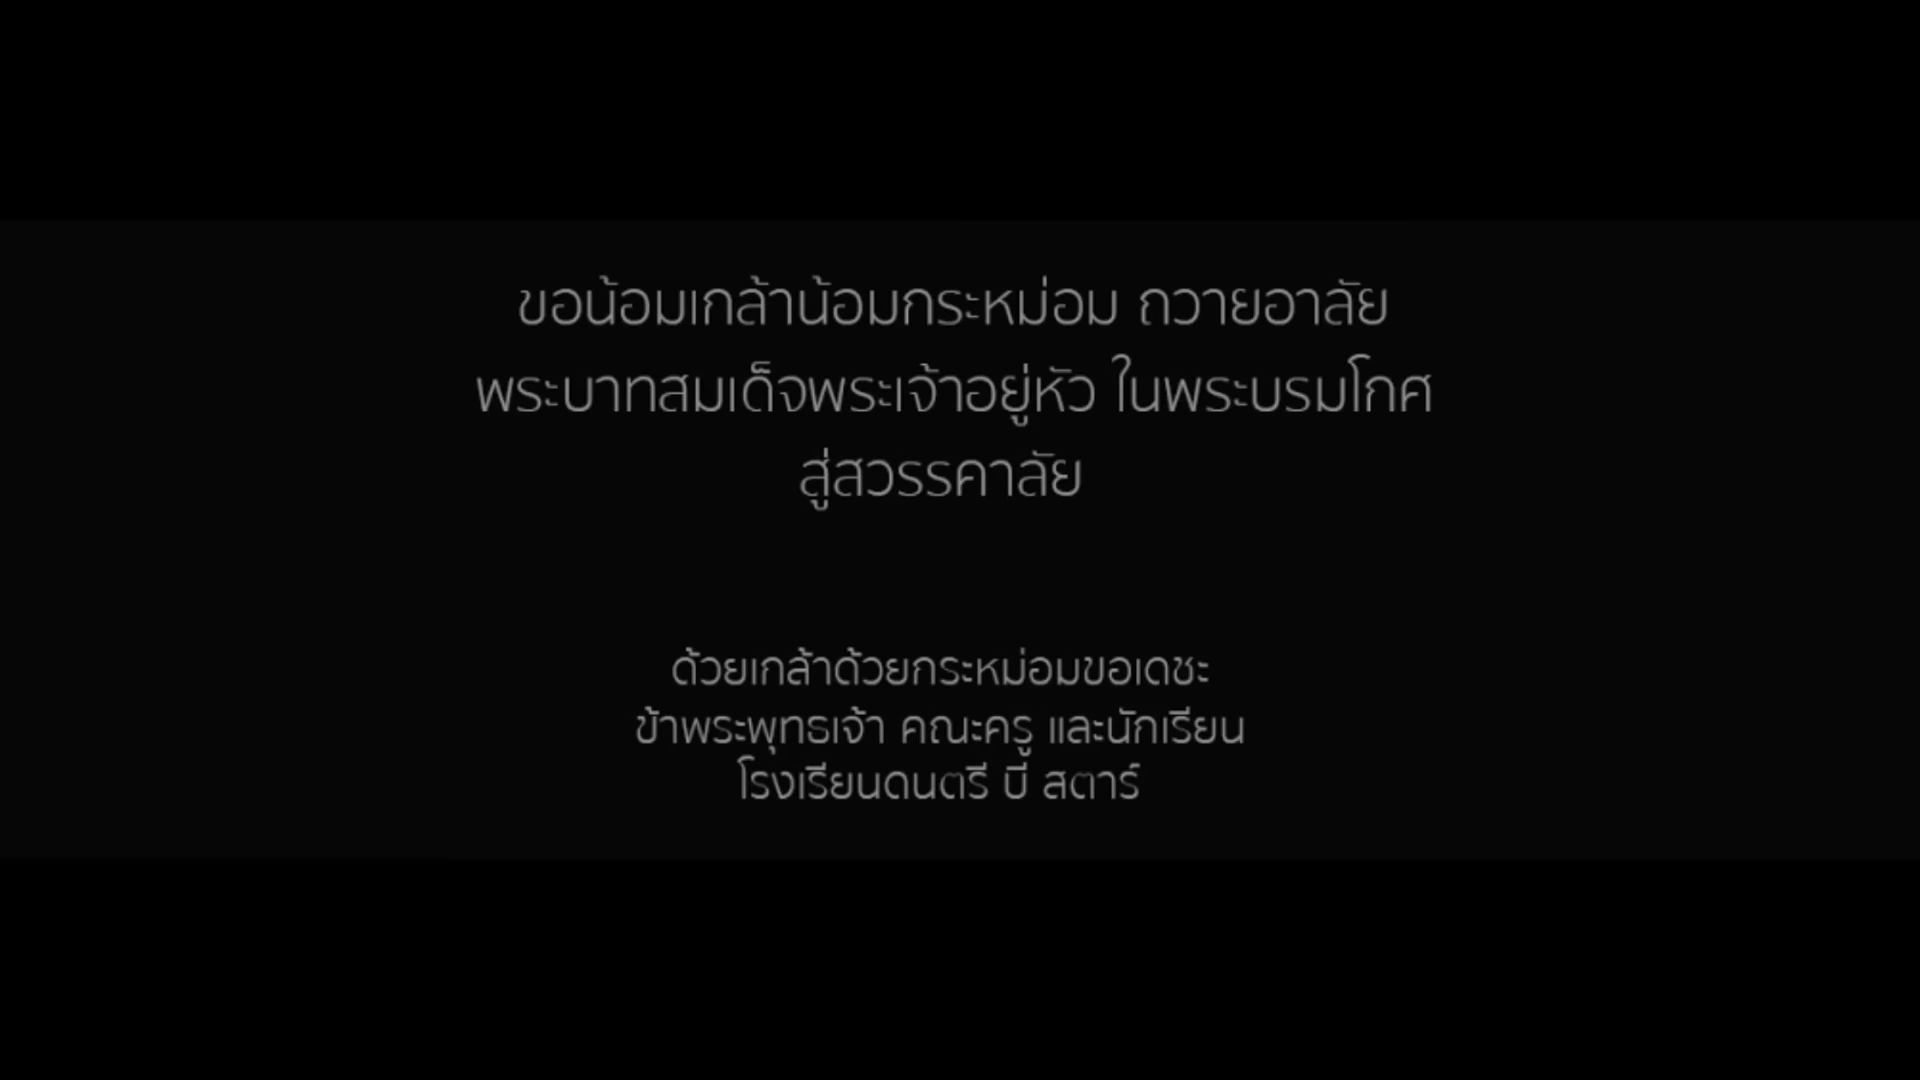 ขอน้อมเกล้าน้อมกระหม่อม ถวายอาลัย
พระบาทสมเด็จพระเจ้าอยู่หัว ในพระบรมโกศ
สู่สวรรคาลัย
ด้วยเกล้าด้วยกระหม่อมขอเดชะ
ข้าพระพุทธเจ้า คณะครู และนักเรียน
โรงเรียนดนตรี บี สตาร์